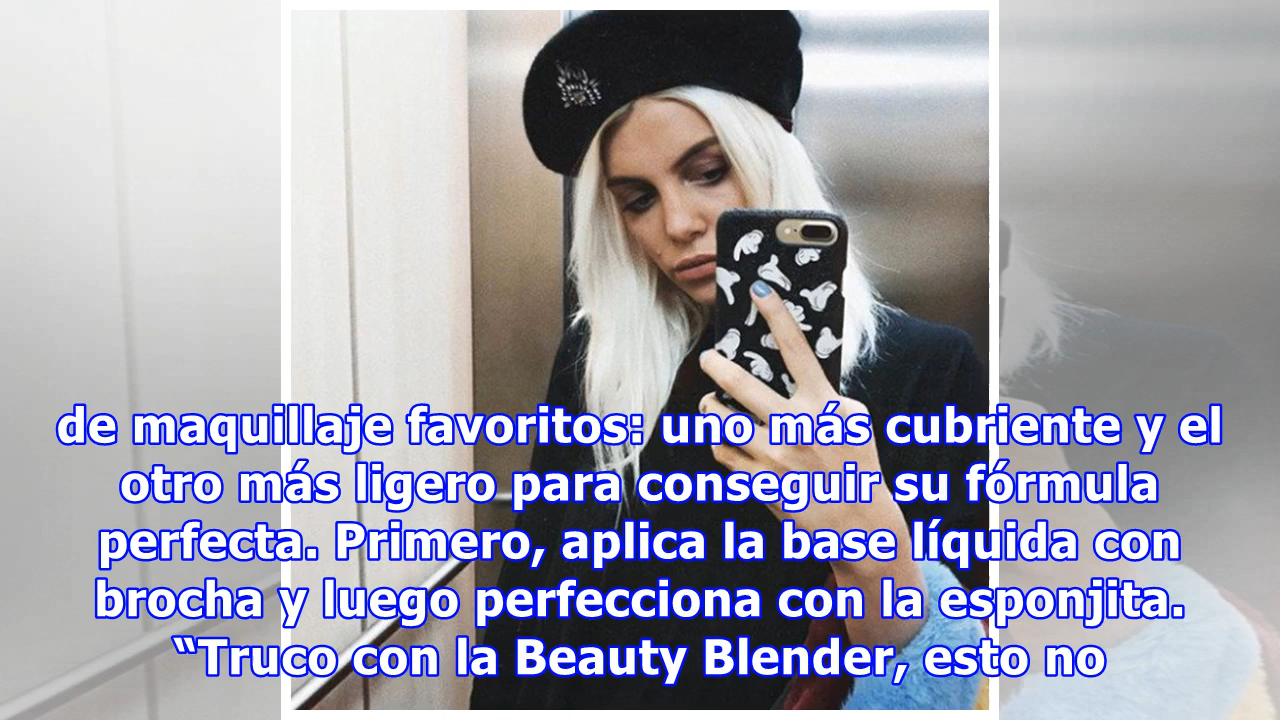 de maquillaje favoritos: uno más cubriente y el
otro más ligero para conseguir su fórmula
perfecta. Primero, aplica la base líquida con
brocha y luego perfecciona con la esponjita.
“Truco con la Beauty Blender, esto no